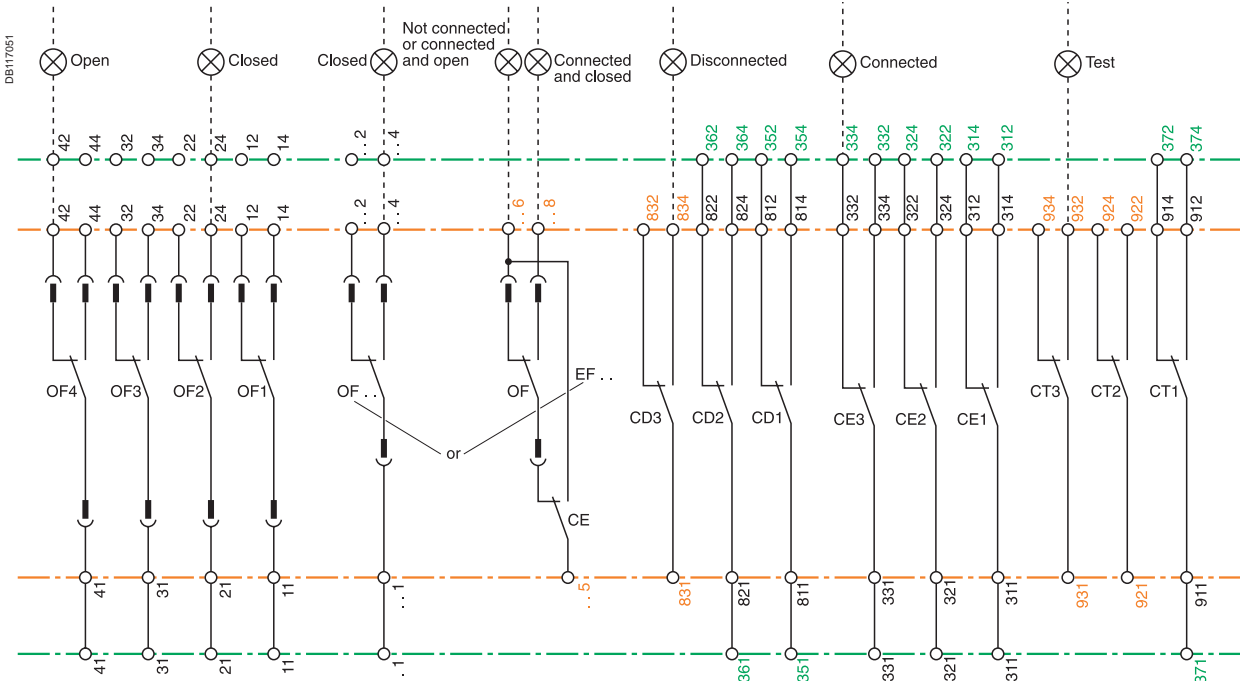 DB117051
Open
Closed
Closed
Not connected
or connected
and open
Connected
and closed
Disconnected
Connected
Test
42 44 32 34 22 24 12 14 . . 2 . . 4 362 364 352 354 334 332 324 322 314 312 372 374
42 44 32 34 22 24 12 14 . . 2 . . 4 . . 6 . . 8 832 834 822 824 812 814 332 334 322 324 312 314 934 932 924 922 914 912
OF4 OF3 OF2 OF1 OF . . OF EF . . CD3 CD2 CD1 CE3 CE2 CE1 CT3 CT2 CT1
or
CE
41 31 21 11 . . 1 . . 5 831 821 811 331 321 311 931 921 911
41 31 21 11 . . 1 361 351 331 321 311 371